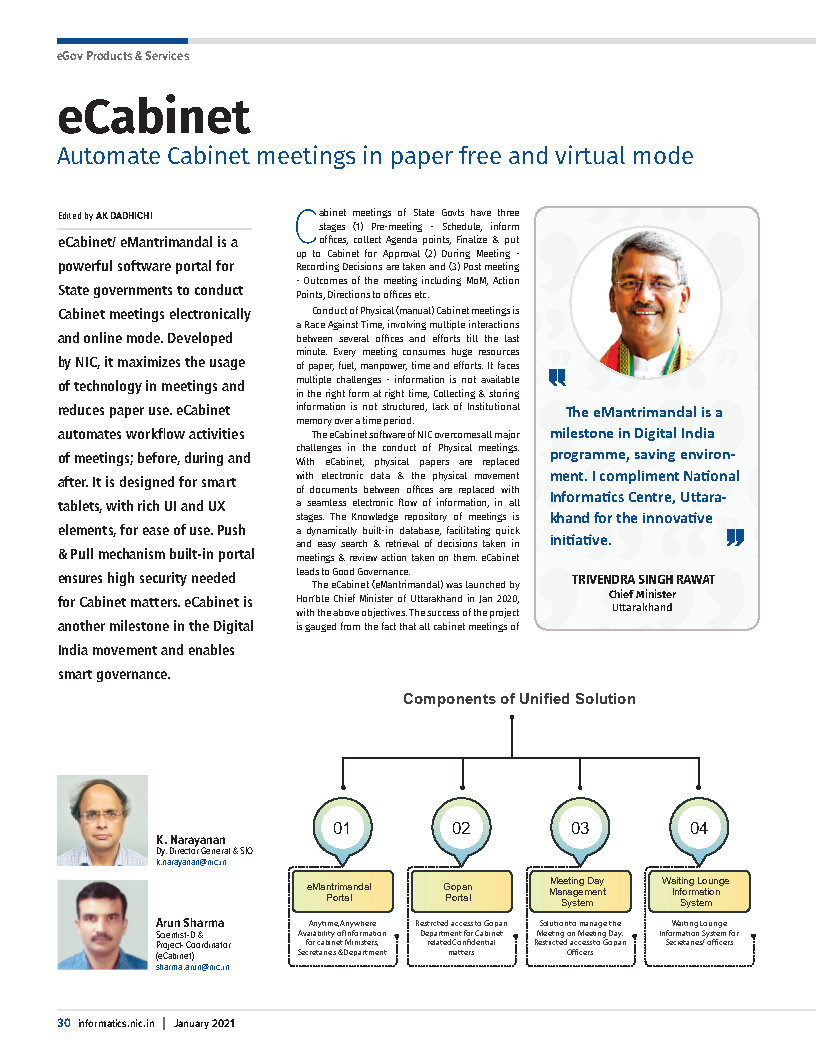 eGov Products & Services
eCabinet
Automate Cabinet meetings in paper free and virtual mode
Edited by AK DADHICHI
eCabinet/ eMantrimandal is a
powerful software portal for
State governments to conduct
Cabinet meetings electronically
and online mode. Developed
by NIC, it maximizes the usage
of technology in meetings and
reduces paper use. eCabinet
automates workflow activities
of meetings; before, during and
after. It is designed for smart
tablets, with rich UI and UX
elements, for ease of use. Push
& Pull mechanism built-in portal
ensures high security needed
for Cabinet matters. eCabinet is
another milestone in the Digital
India movement and enables
smart governance.
K. Narayanan
Dy. Director General & SIO
k.narayanan@nic.in
Arun Sharma
Scientist-D &
Project Coordinator
(eCabinet)
sharma.arun@nic.in
Cabinet meetings of State Govts have three
stages (1) Pre-meeting - Schedule, inform
offices, collect Agenda points, Finalize & put
up to Cabinet for Approval (2) During Meeting -
Recording Decisions are taken and (3) Post meeting
- Outcomes of the meeting including MoM, Action
Points, Directions to offices etc.
Conduct of Physical (manual) Cabinet meetings is
a Race Against Time, involving multiple interactions
between several offices and efforts till the last
minute. Every meeting consumes huge resources
of paper, fuel, manpower, time and efforts. It faces
multiple challenges - information is not available
in the right form at right time, Collecting & storing
information is not structured, lack of Institutional
memory over a time period.
The eCabinet software of NIC overcomes all major
challenges in the conduct of Physical meetings.
With eCabinet, physical papers are replaced
with electronic data & the physical movement
of documents between offices are replaced with
a seamless electronic flow of information, in all
stages. The Knowledge repository of meetings is
a dynamically built-in database, facilitating quick
and easy search & retrieval of decisions taken in
meetings & review action taken on them. eCabinet
leads to Good Governance.
The eCabinet (eMantrimandal) was launched by
Hon'ble Chief Minister of Uttarakhand in Jan 2020,
with the above objectives. The success of the project
is gauged from the fact that all cabinet meetings of
The eMantrimandal is a
milestone in Digital India
programme, saving environ-
ment. I compliment National
Informatics Centre, Uttara-
khand for the innovative
initiative.
TRIVENDRA SINGH RAWAT
Chief Minister
Uttarakhand
Components of Unified Solution
01
eMantrimandal
Portal
Anytime,Anywhere
Avaiability of Information
for cabinet Ministers,
Secretaries & Department
02
Gopan
Portal
Restricted access to Gopan
Department for Cabinet
related Confidential
matters
03
Meeting Day
Management
System
Solution to manage the
Meeting on Meeting Day.
Restricted access to Gopan
Officers
04
Waiting Lounge
Information
System
Waiting Lounge
Information System for
Secretaries/ officers
30 informatics.nic.in | January 2021